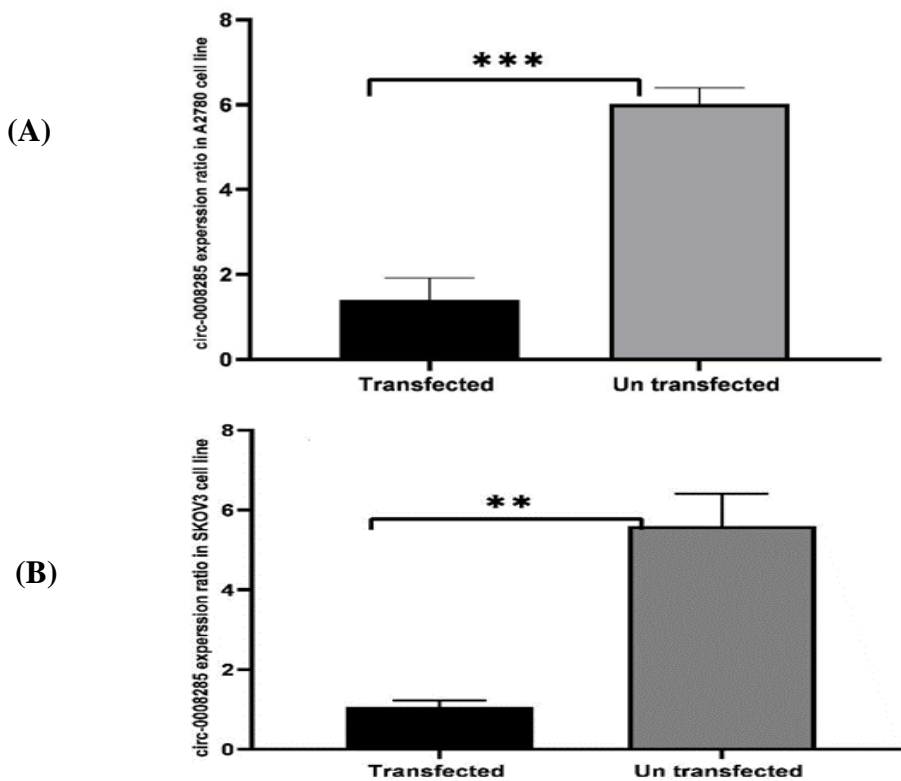 (A)
circ-0008285 experssion ratio in A2780 cell line
8
6
4
2
0
***
Transfected
Un transfected
(B)
circ-0008285 experssion ratio in SKOV3 cell line
8
6
4
2
0
**
Transfected
Un transfected